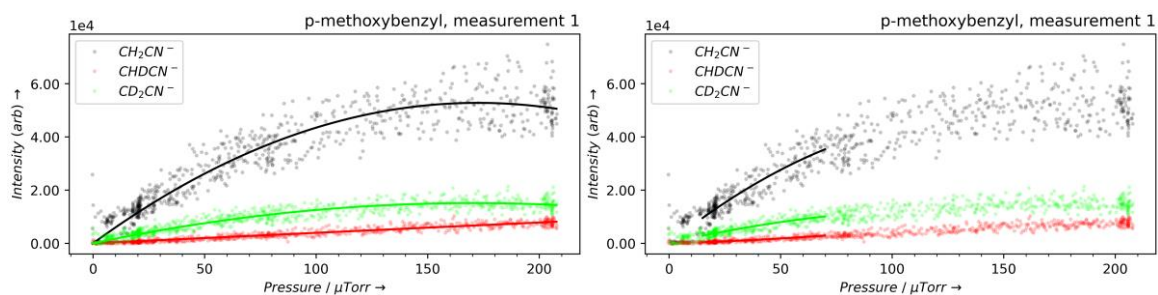 1e4
p-methoxybenzyl, measurement 1
CH₂CN⁻
CHDCN⁻
CD₂CN⁻
6.00
4.00
2.00
0.00
Intensity (arb) →
0 50 100 150 200
Pressure / μTorr →
1e4
p-methoxybenzyl, measurement 1
CH₂CN⁻
CHDCN⁻
CD₂CN⁻
6.00
4.00
2.00
0.00
Intensity (arb) →
0 50 100 150 200
Pressure / μTorr →